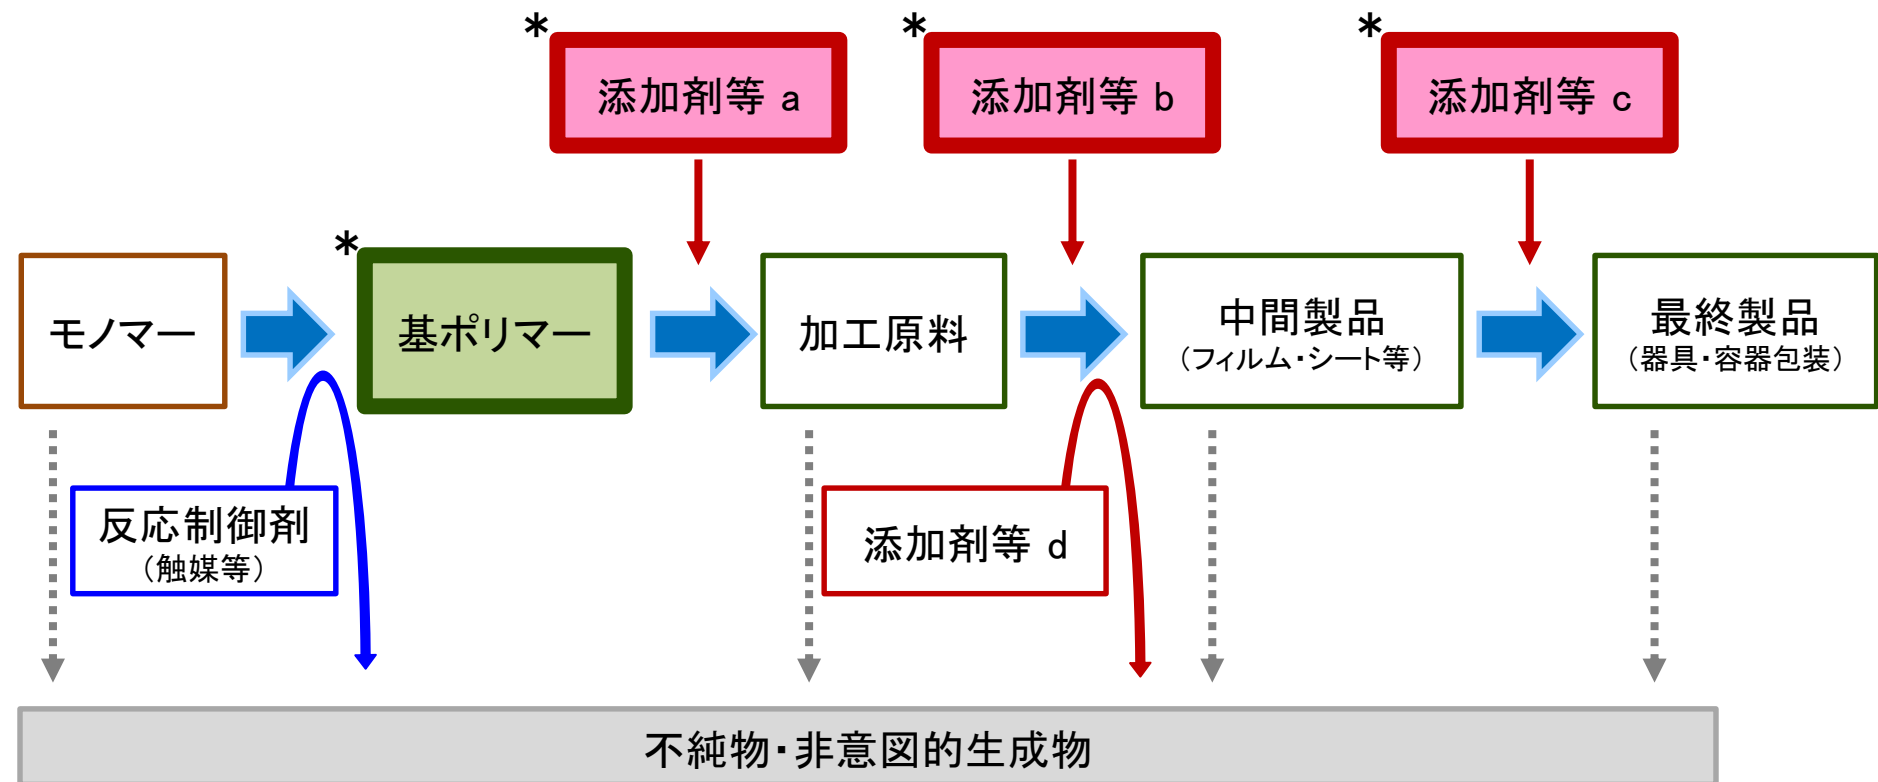 *
添加剤等 a
*
添加剤等 b
*
添加剤等 c
モノマー
*
基ポリマー
加工原料
中間製品
（フィルム・シート等）
最終製品
（器具・容器包装）
反応制御剤
（触媒等）
添加剤等 d
不純物・非意図的生成物